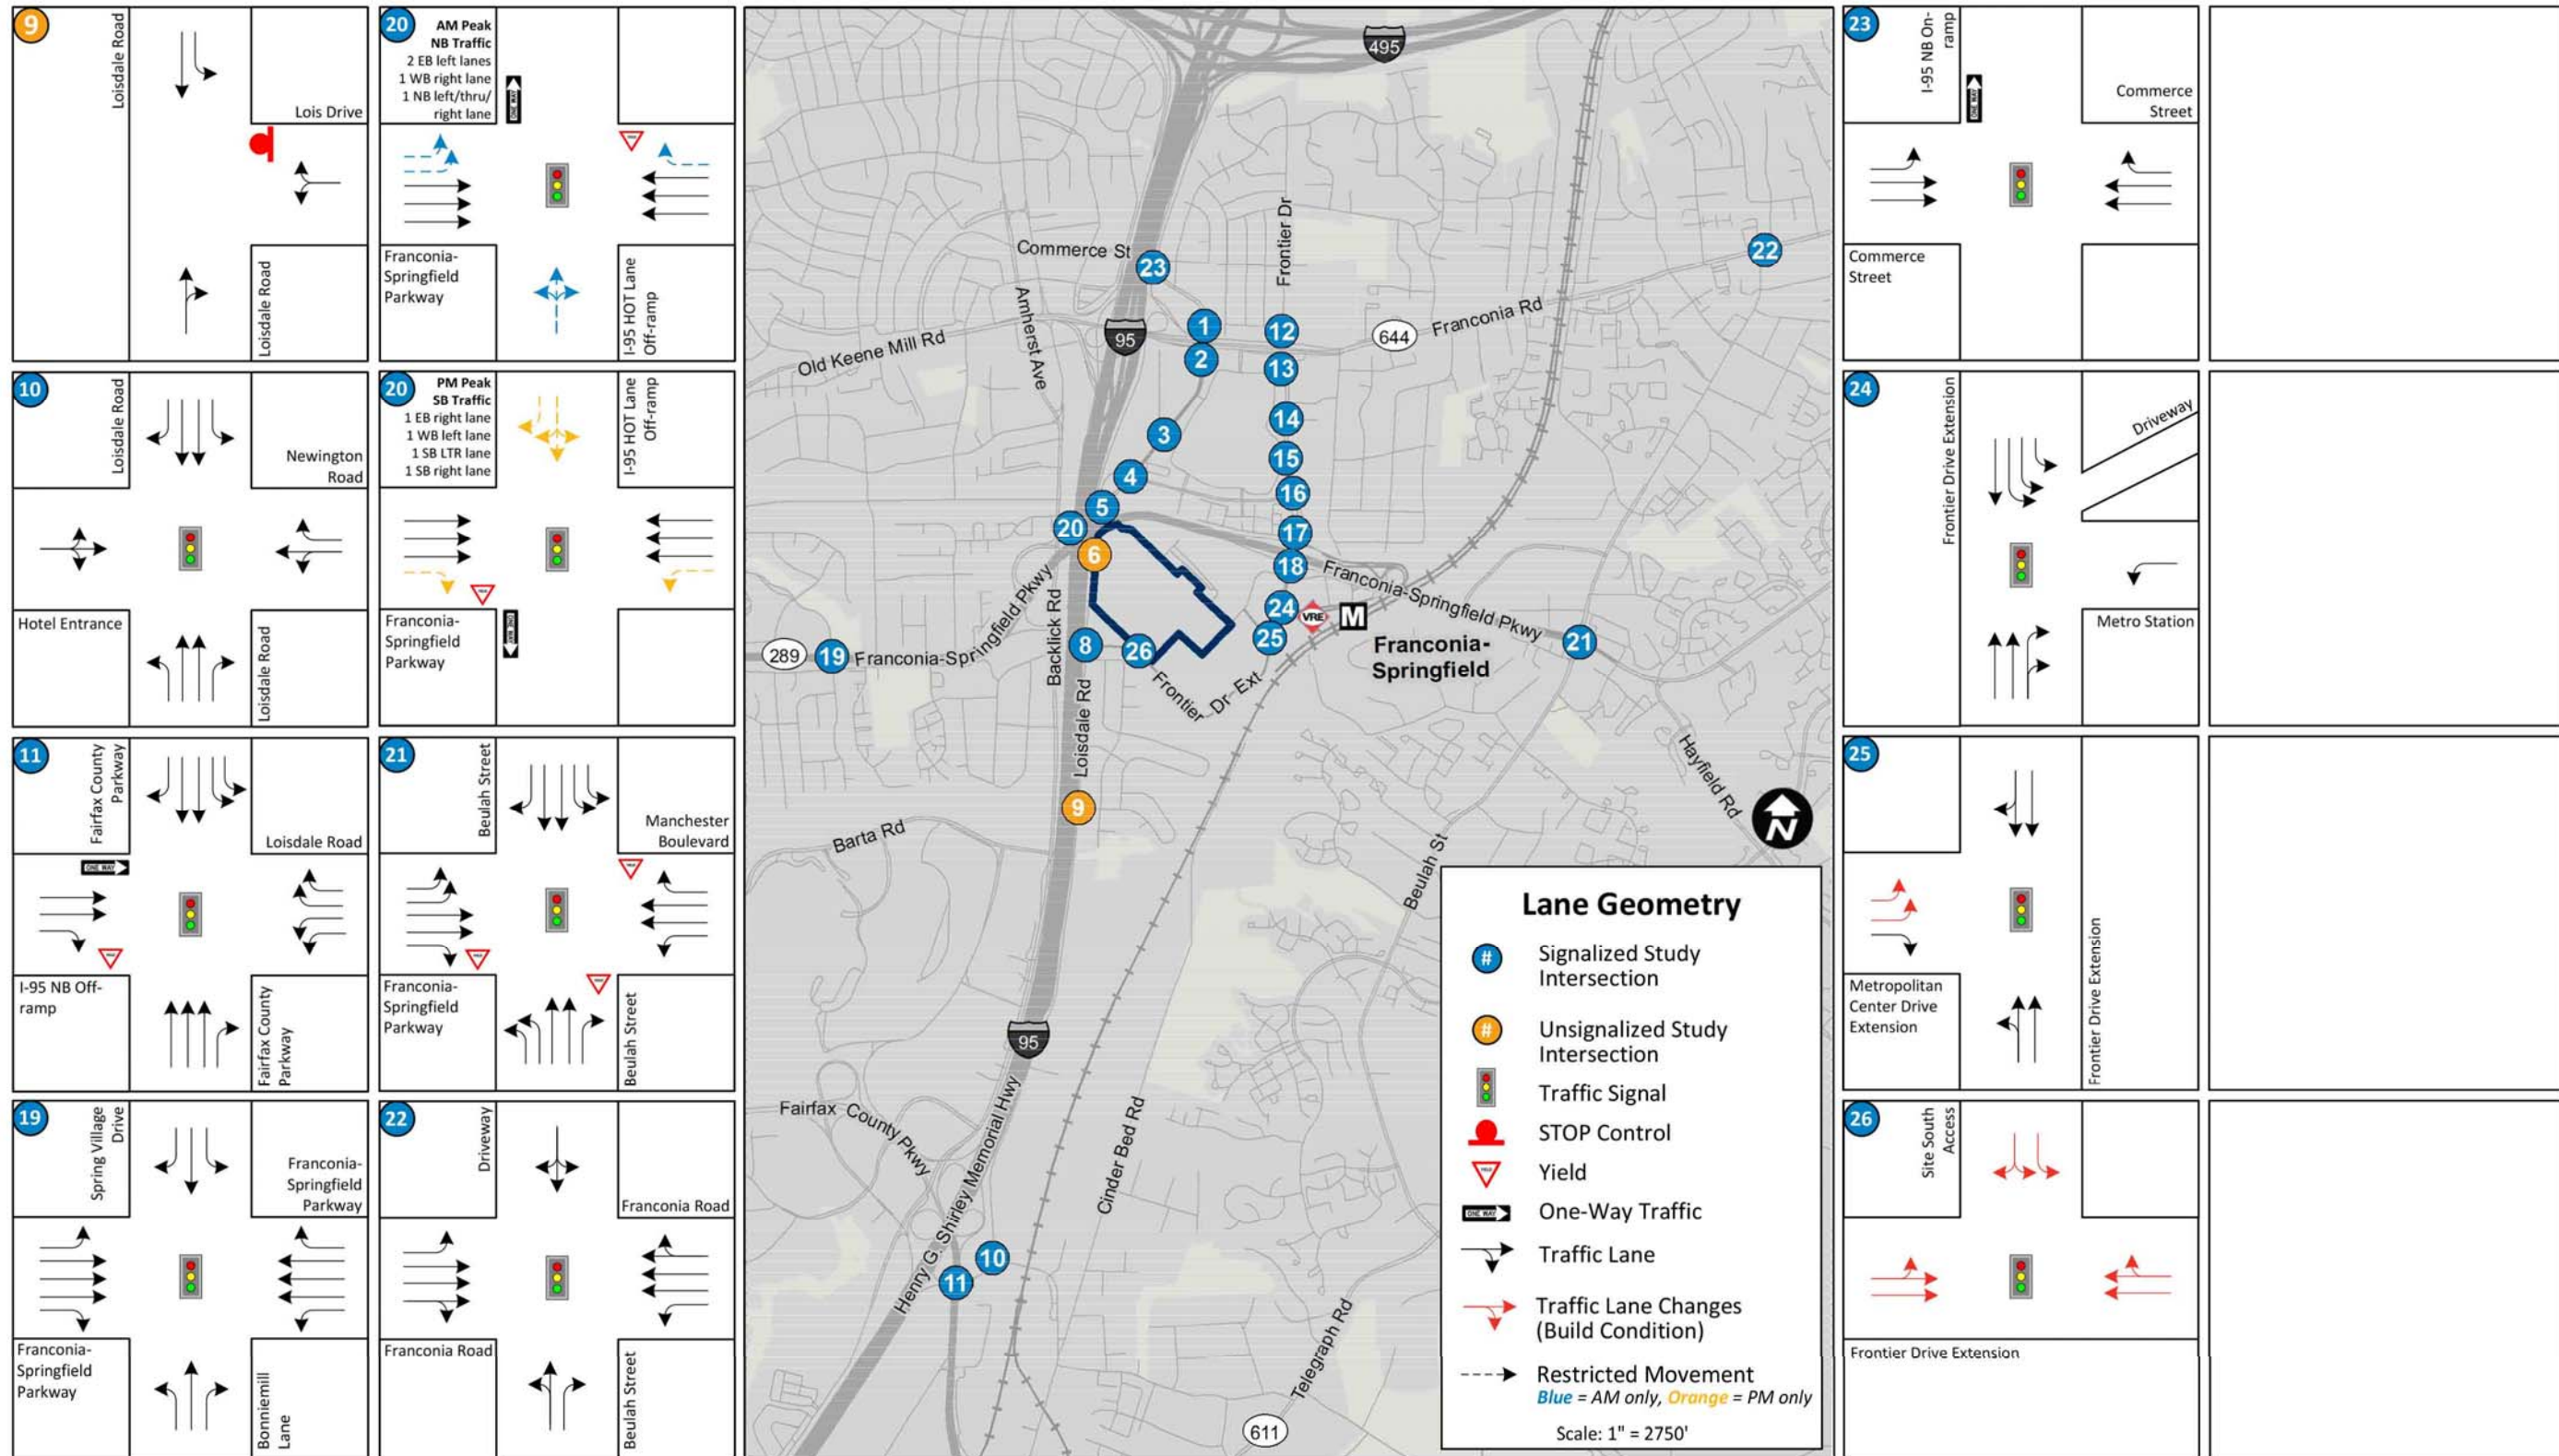 9
Loisdale Road
Lois Drive
Loisdale Road
20
AM Peak
NB Traffic
2 EB left lanes
1 WB right lane
1 NB left/thru/
right lane
ONE WAY
Franconia-
Springfield
Parkway
I-95 HOT Lane
Off-ramp
10
Loisdale Road
Newington
Road
Hotel Entrance
Loisdale Road
20
PM Peak
SB Traffic
1 EB right lane
1 WB left lane
1 SB LTR lane
1 SB right lane
I-95 HOT Lane
Off-ramp
Franconia-
Springfield
Parkway
ONE WAY
11
Fairfax County
Parkway
Loisdale Road
ONE WAY
I-95 NB Off-
ramp
Fairfax County
Parkway
21
Beulah Street
Manchester
Boulevard
Franconia-
Springfield
Parkway
Beulah Street
19
Spring Village
Drive
Franconia-
Springfield
Parkway
Franconia-
Springfield
Parkway
Bonniemill
Lane
22
Driveway
Franconia Road
Franconia Road
Beulah Street
495
Commerce St
23
Frontier Dr
22
Amherst Ave
95
1
2
12
13
644
Franconia Rd
Old Keene Mill Rd
3
14
4
15
5
16
20
17
6
18
Franconia-Springfield Pkwy
24
VRE
M
25
Franconia-
Springfield
21
289
19
Franconia-Springfield Pkwy
Backlick Rd
8
26
Frontier Dr Ext
Loisdale Rd
Hayfield Rd
9
N
Barta Rd
Beulah St
95
Fairfax County Pkwy
Henry G. Shirley Memorial Hwy
Cinder Bed Rd
10
11
Telegraph Rd
611
Lane Geometry
#
Signalized Study
Intersection
#
Unsignalized Study
Intersection
Traffic Signal
STOP Control
Yield
ONE WAY
One-Way Traffic
Traffic Lane
Traffic Lane Changes
(Build Condition)
Restricted Movement
Blue = AM only, Orange = PM only
Scale: 1" = 2750'
23
I-95 NB On-
ramp
ONE WAY
Commerce
Street
Commerce
Street
24
Frontier Drive Extension
Driveway
Metro Station
25
Metropolitan
Center Drive
Extension
Frontier Drive Extension
26
Site South
Access
Frontier Drive Extension